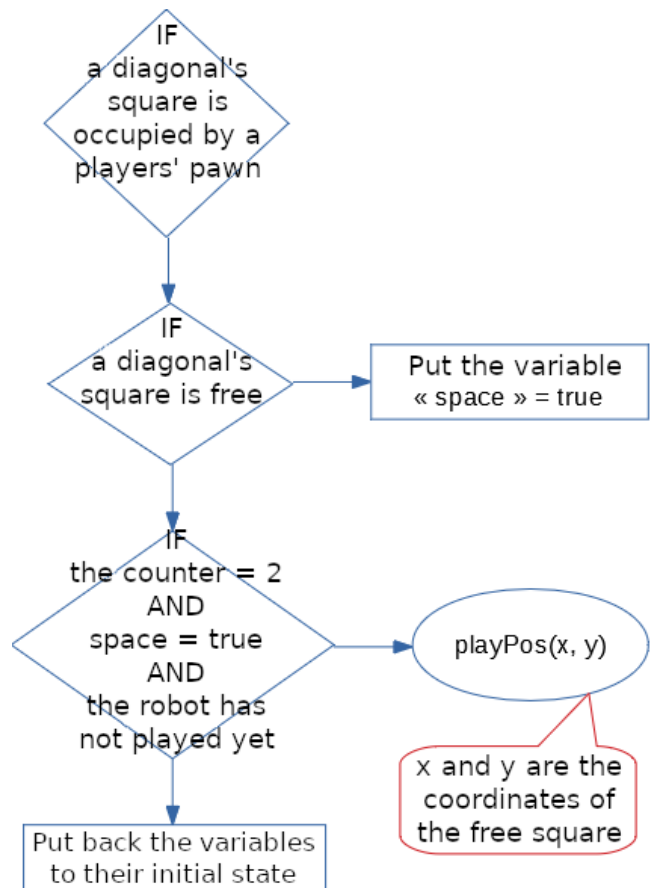 IF
a diagonal's
square is
occupied by a
players' pawn
IF
a diagonal's
square is free
Put the variable
« space » = true
IF
the counter = 2
AND
space = true
AND
the robot has
not played yet
playPos(x, y)
x and y are the
coordinates of
the free square
Put back the variables
to their initial state